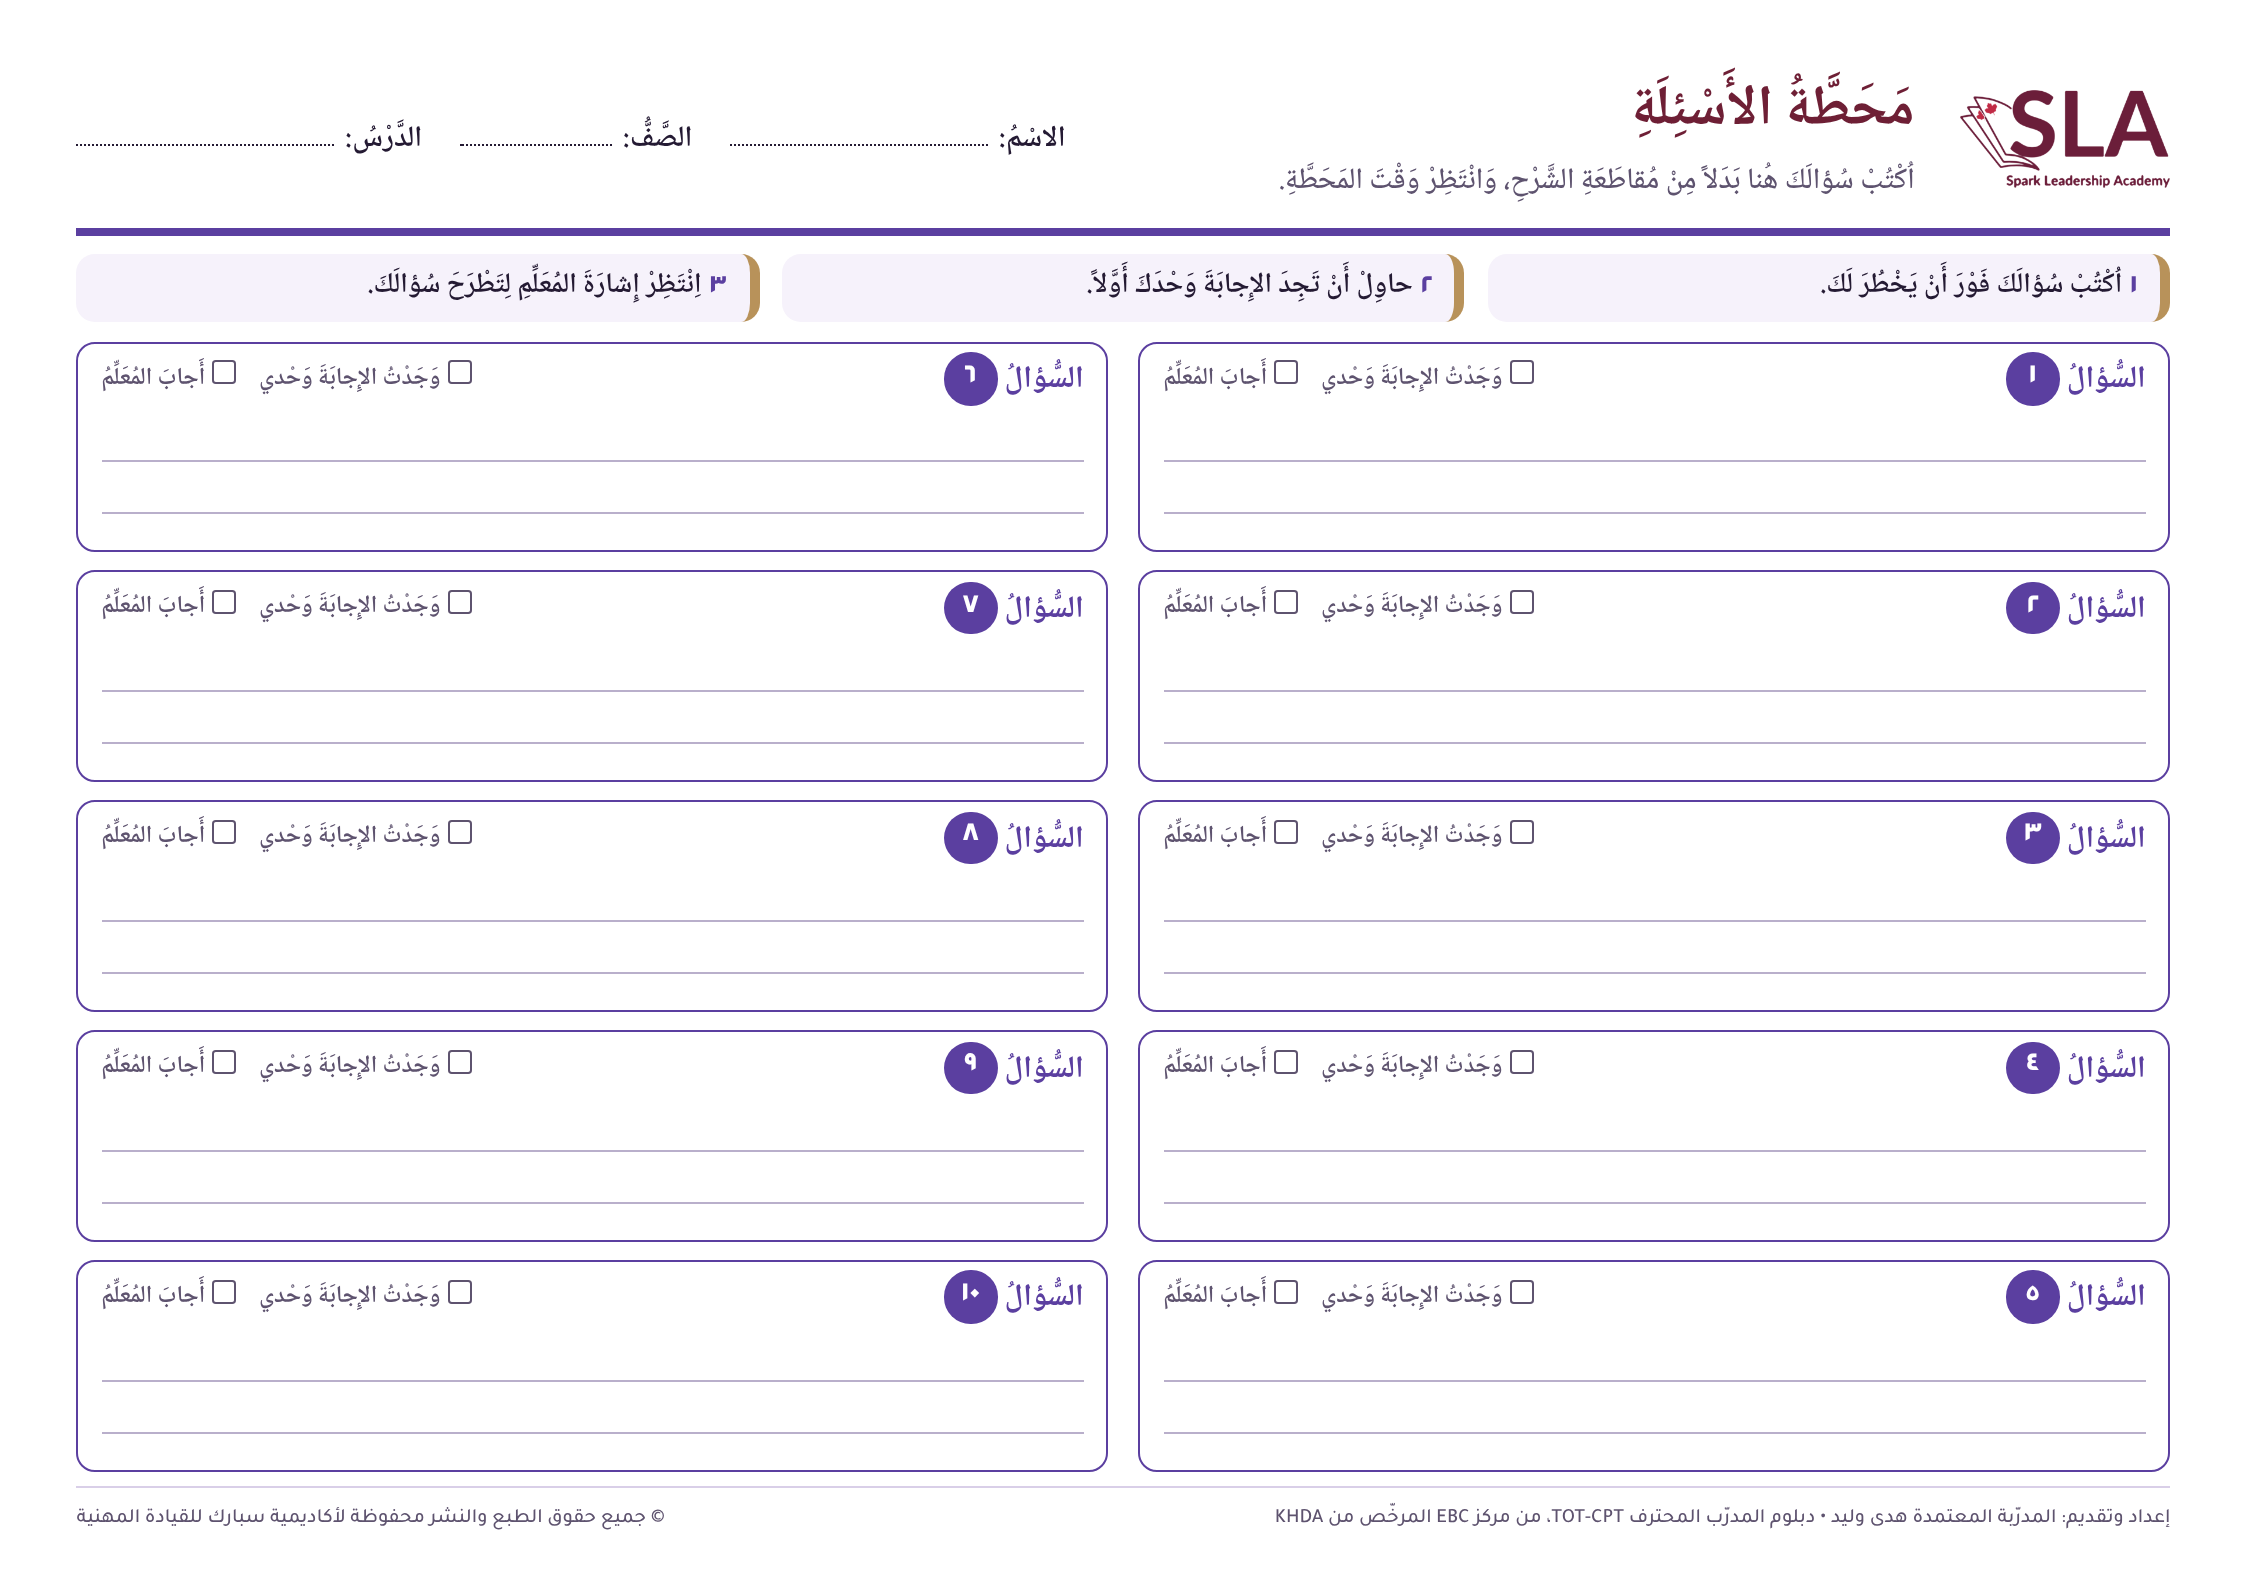 SLA
Spark Leadership Academy
مَحَطَّةُ الأَسْئِلَةِ
اُكْتُبْ سُؤالَكَ هُنا بَدَلاً مِنْ مُقاطَعَةِ الشَّرْحِ، وَانْتَظِرْ وَقْتَ المَحَطَّةِ.
الاسْمُ: الصَّفُّ: الدَّرْسُ:
١ اُكْتُبْ سُؤالَكَ فَوْرَ أَنْ يَخْطُرَ لَكَ.
٢ حاوِلْ أَنْ تَجِدَ الإِجابَةَ وَحْدَكَ أَوَّلاً.
٣ اِنْتَظِرْ إِشارَةَ المُعَلِّمِ لِتَطْرَحَ سُؤالَكَ.
السُّؤالُ ١ وَجَدْتُ الإِجابَةَ وَحْدي أَجابَ المُعَلِّمُ
السُّؤالُ ٦ وَجَدْتُ الإِجابَةَ وَحْدي أَجابَ المُعَلِّمُ
السُّؤالُ ٢ وَجَدْتُ الإِجابَةَ وَحْدي أَجابَ المُعَلِّمُ
السُّؤالُ ٧ وَجَدْتُ الإِجابَةَ وَحْدي أَجابَ المُعَلِّمُ
السُّؤالُ ٣ وَجَدْتُ الإِجابَةَ وَحْدي أَجابَ المُعَلِّمُ
السُّؤالُ ٨ وَجَدْتُ الإِجابَةَ وَحْدي أَجابَ المُعَلِّمُ
السُّؤالُ ٤ وَجَدْتُ الإِجابَةَ وَحْدي أَجابَ المُعَلِّمُ
السُّؤالُ ٩ وَجَدْتُ الإِجابَةَ وَحْدي أَجابَ المُعَلِّمُ
السُّؤالُ ٥ وَجَدْتُ الإِجابَةَ وَحْدي أَجابَ المُعَلِّمُ
السُّؤالُ ١٠ وَجَدْتُ الإِجابَةَ وَحْدي أَجابَ المُعَلِّمُ
إعداد وتقديم: المدرّبة المعتمدة هدى وليد • دبلوم المدرّب المحترف TOT-CPT، من مركز EBC المرخّص من KHDA
© جميع حقوق الطبع والنشر محفوظة لأكاديمية سبارك للقيادة المهنية